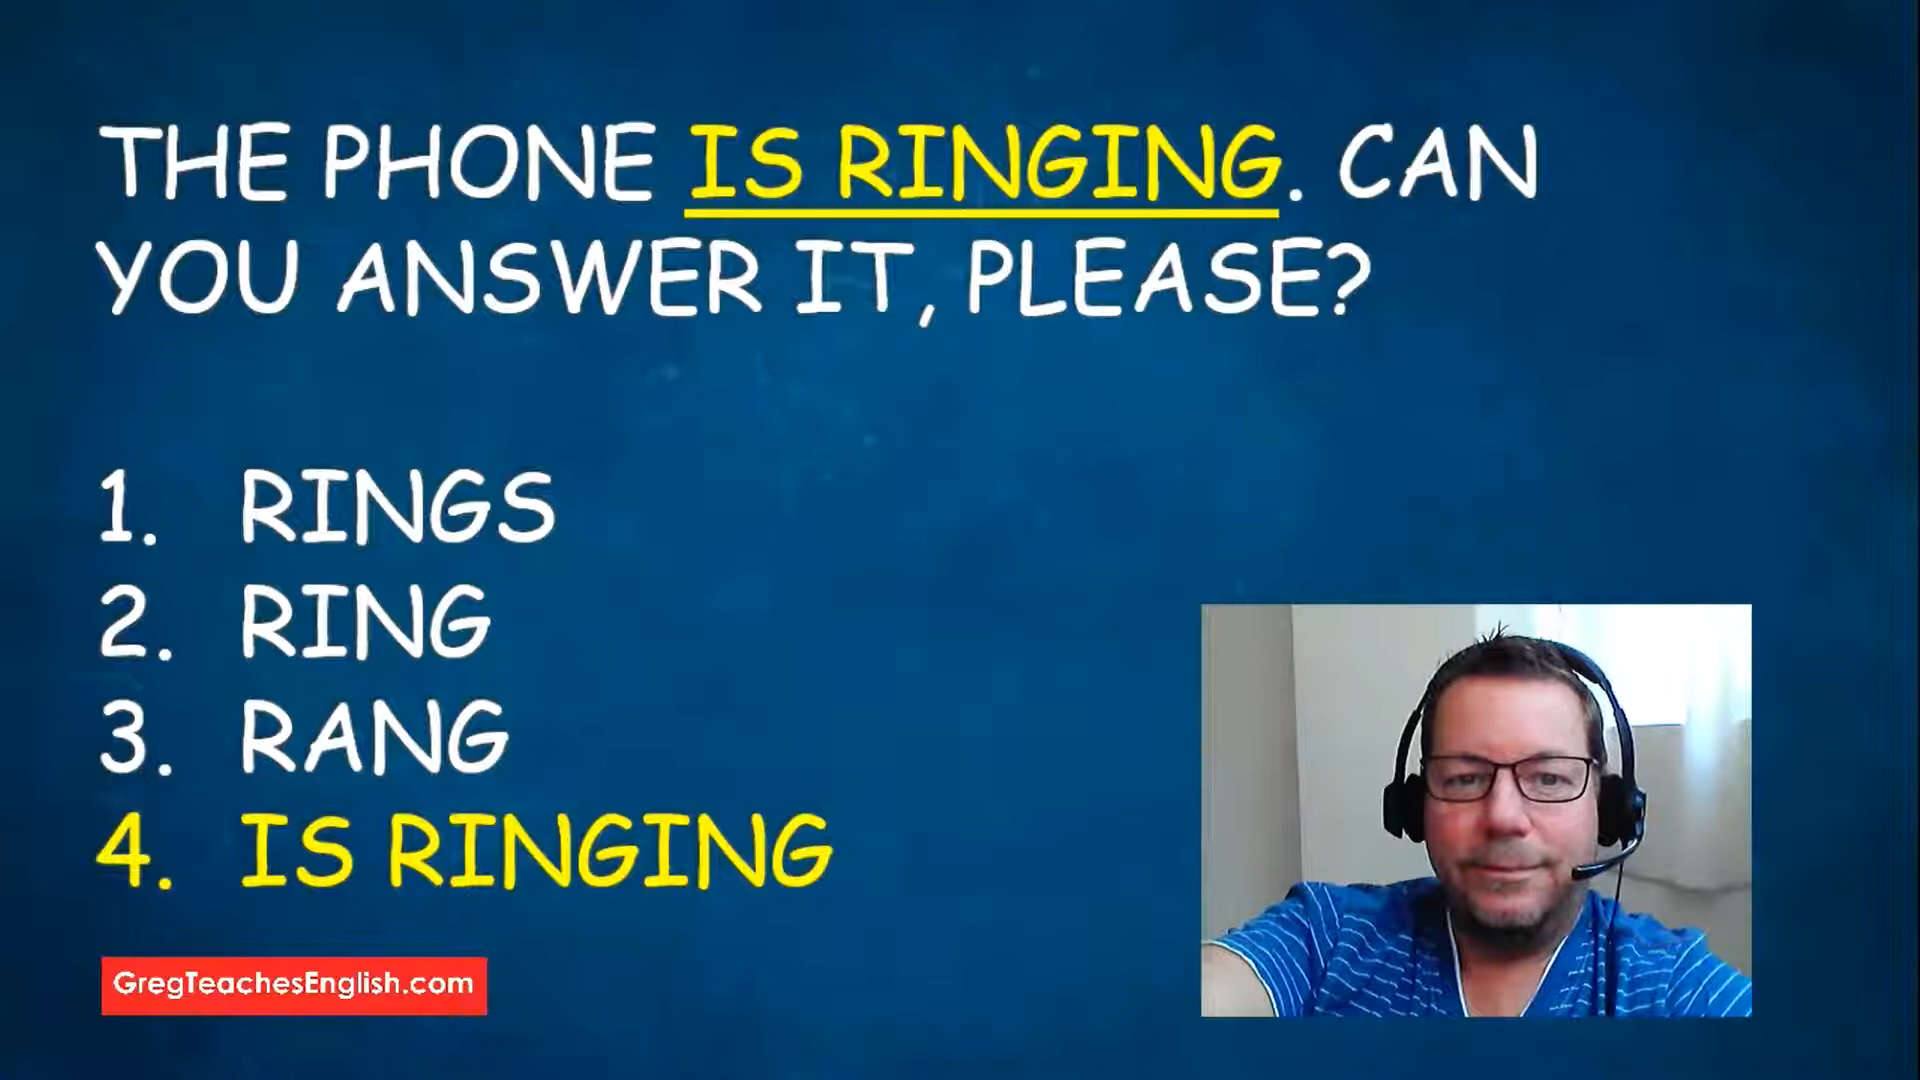 THE PHONE IS RINGING. CAN
YOU ANSWER IT, PLEASE?
1. RINGS
2. RING
3. RANG
4. IS RINGING
GregTeachesEnglish.com